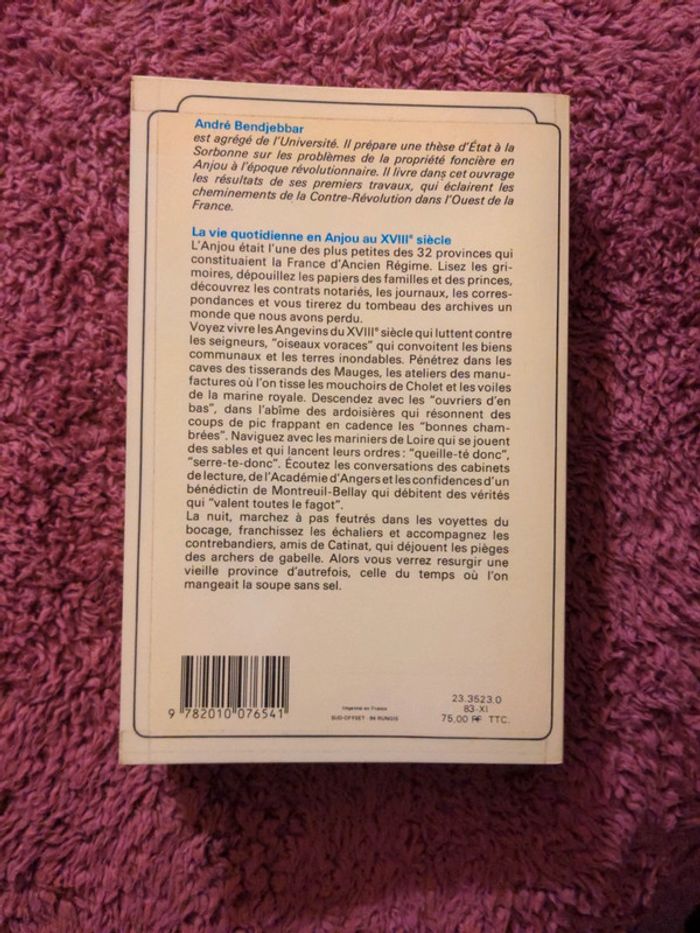 André Bendjebbar
est agrégé de l'Université. Il prépare une thèse d'État à la
Sorbonne sur les problèmes de la propriété foncière en
Anjou à l'époque révolutionnaire. Il livre dans cet ouvrage
les résultats de ses premiers travaux, qui éclairent les
cheminements de la Contre-Révolution dans l'Ouest de la
France.
La vie quotidienne en Anjou au XVIIIe siècle
L'Anjou était l'une des plus petites des 32 provinces qui
constituaient la France d'Ancien Régime. Lisez les gri-
moires, dépouillez les papiers des familles et des princes,
découvrez les contrats notariés, les journaux, les corres-
pondances et vous tirerez du tombeau des archives un
monde que nous avons perdu.
Voyez vivre les Angevins du XVIIIe siècle qui luttent contre
les seigneurs, "oiseaux voraces" qui convoitent les biens
communaux et les terres inondables. Pénétrez dans les
caves des tisserands des Mauges, les ateliers des manu-
factures où l'on tisse les mouchoirs de Cholet et les voiles
de la marine royale. Descendez avec les "ouvriers d'en
bas", dans l'abîme des ardoisières qui résonnent des
coups de pic frappant en cadence les "bonnes cham-
brées". Naviguez avec les mariniers de Loire qui se jouent
des sables et qui lancent leurs ordres : "queille-té donc",
"serre-te-donc". Écoutez les conversations des cabinets
de lecture, de l'Académie d'Angers et les confidences d'un
bénédictin de Montreuil-Bellay qui débitent des vérités
qui "valent toutes le fagot".
La nuit, marchez à pas feutrés dans les voyettes du
bocage, franchissez les échaliers et accompagnez les
contrebandiers, amis de Catinat, qui déjouent les pièges
des archers de gabelle. Alors vous verrez resurgir une
vieille province d'autrefois, celle du temps où l'on
mangeait la soupe sans sel.
9 782010 076541
Imprimé en France
SUD-OFFSET - 94 RUNGIS
23.3523.0
83-XI
75,00 FF TTC.